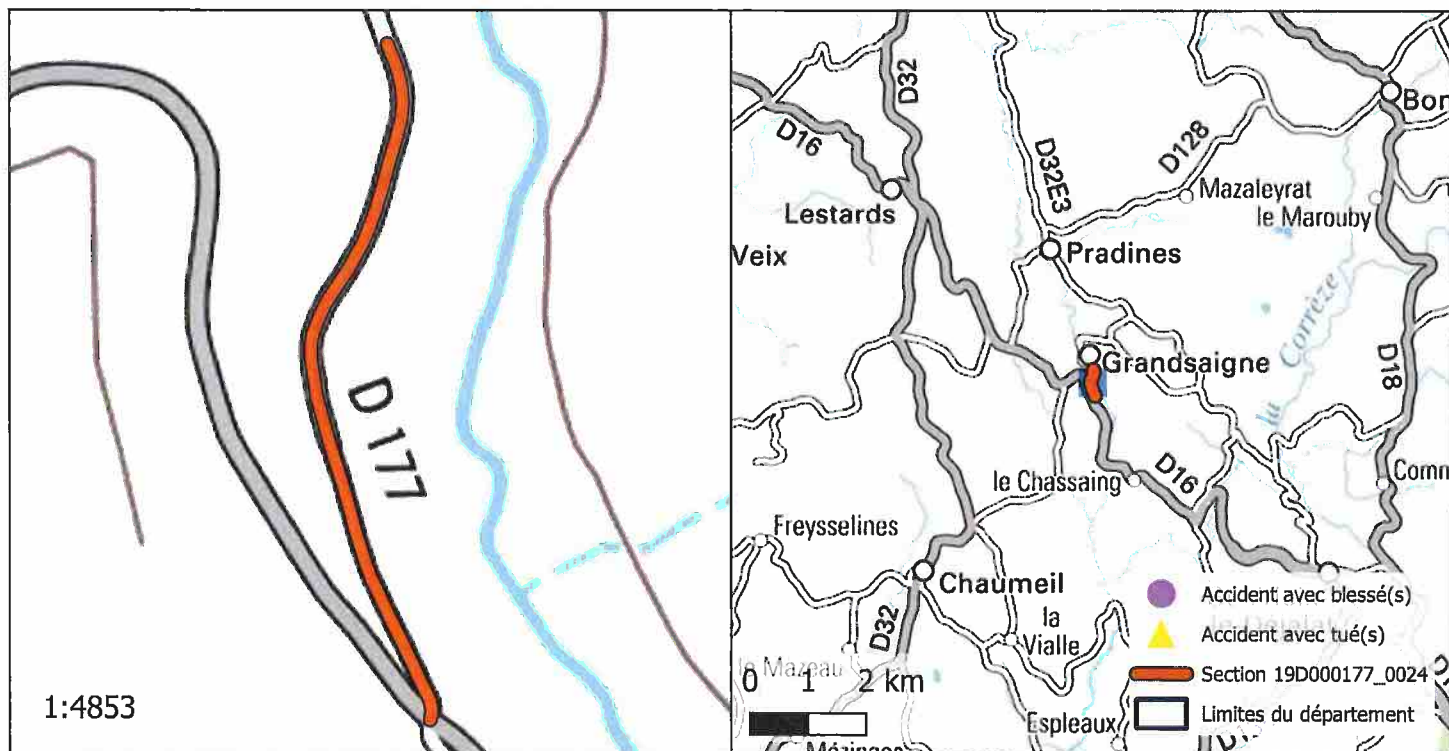 D 177
1:4853
D32
D16
D32E3
D128
Bor
Mazaleyrat
le Marouby
Lestards
Veix
Pradines
la Corrèze
Grandsaigne
D18
le Chassaing
D16
Comn
Freysselines
Chaumeil
D32
la
Vialle
le Mazeau
Espleaux
Mézinges
Accident avec blessé(s)
Accident avec tué(s)
Section 19D000177_0024
Limites du département
0 1 2 km